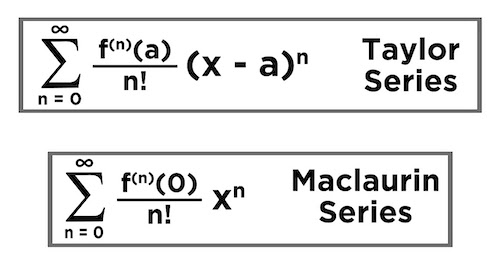 ∞
∑ f⁽ⁿ⁾(a)/n! (x - a)ⁿ
n = 0
Taylor
Series
∞
∑ f⁽ⁿ⁾(0)/n! xⁿ
n = 0
Maclaurin
Series